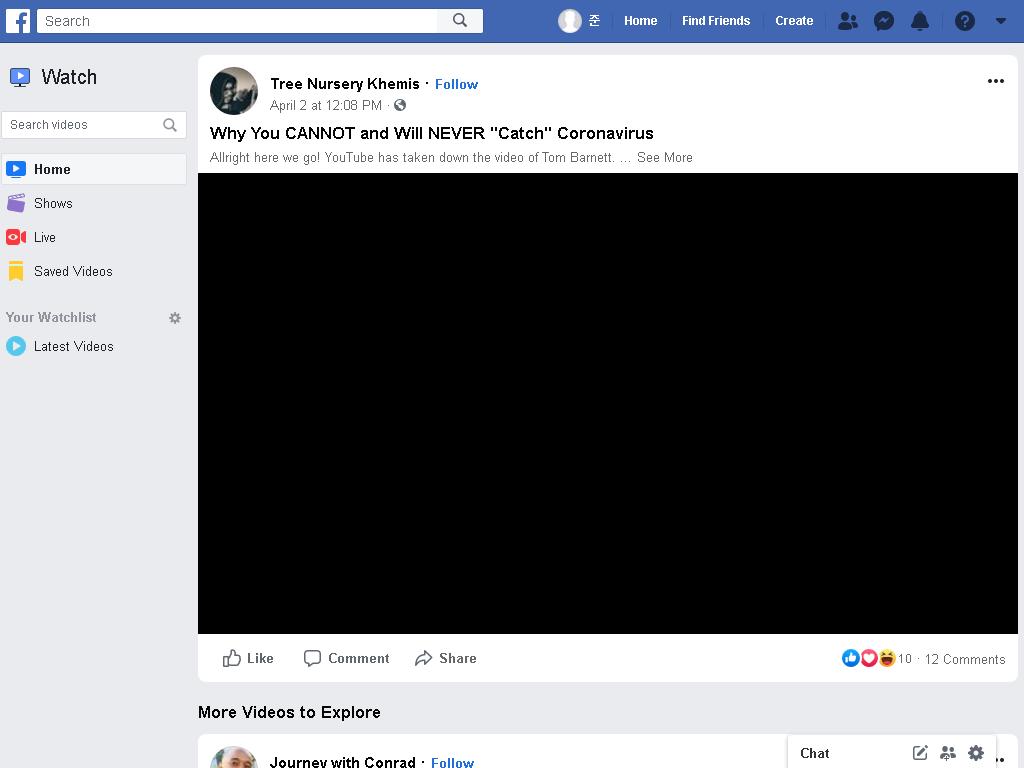 Search
준
Home
Find Friends
Create
Watch
Search videos
Home
Shows
Live
Saved Videos
Your Watchlist
Latest Videos
Tree Nursery Khemis · Follow
April 2 at 12:08 PM ·
Why You CANNOT and Will NEVER "Catch" Coronavirus
Allright here we go! YouTube has taken down the video of Tom Barnett. ... See More
Like
Comment
Share
10 · 12 Comments
More Videos to Explore
Journey with Conrad · Follow
Chat